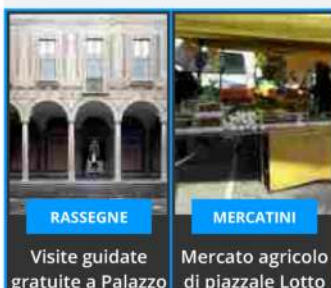 RASSEGNE
Visite guidate
gratuite a Palazzo
MERCATINI
Mercato agricolo
di piazzale Lotto